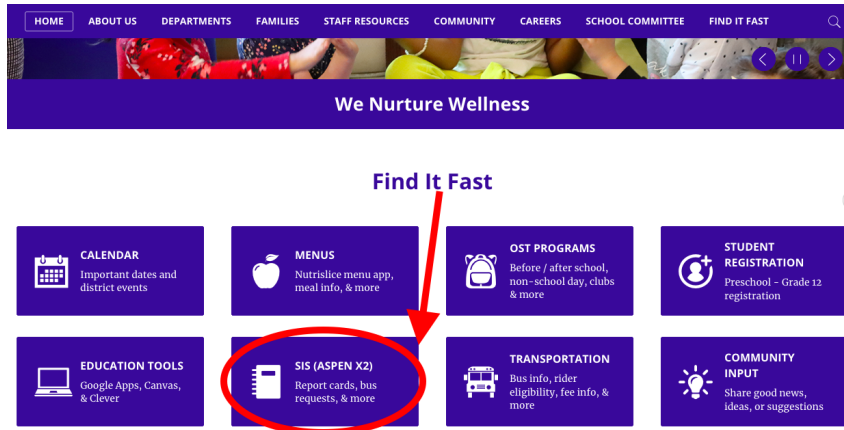 HOME ABOUT US DEPARTMENTS FAMILIES STAFF RESOURCES COMMUNITY CAREERS SCHOOL COMMITTEE FIND IT FAST
We Nurture Wellness
Find It Fast
CALENDAR
Important dates and
district events
MENUS
Nutrislice menu app,
meal info, & more
OST PROGRAMS
Before / after school,
non-school day, clubs
& more
STUDENT
REGISTRATION
Preschool - Grade 12
registration
EDUCATION TOOLS
Google Apps, Canvas,
& Clever
SIS (ASPEN X2)
Report cards, bus
requests, & more
TRANSPORTATION
Bus info, rider
eligibility, fee info, &
more
COMMUNITY
INPUT
Share good news,
ideas, or suggestions